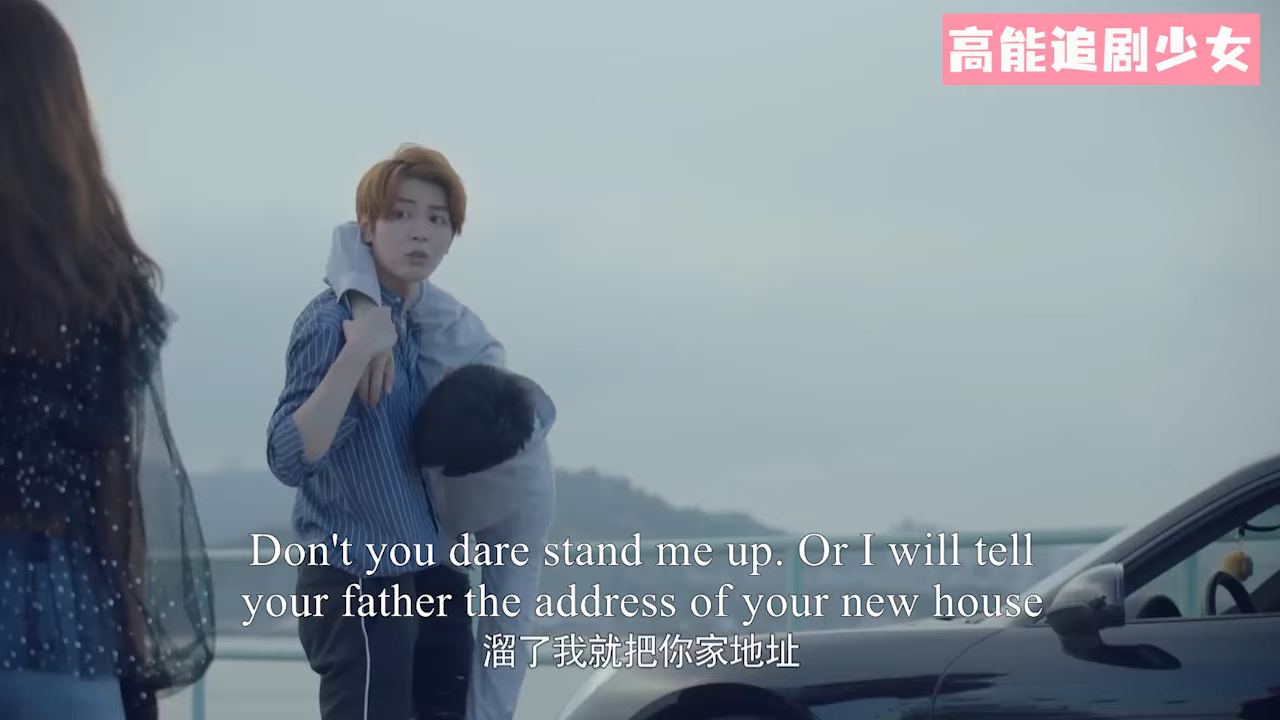 高能追剧少女
Don't you dare stand me up. Or I will tell
your father the address of your new house
溜了我就把你家地址